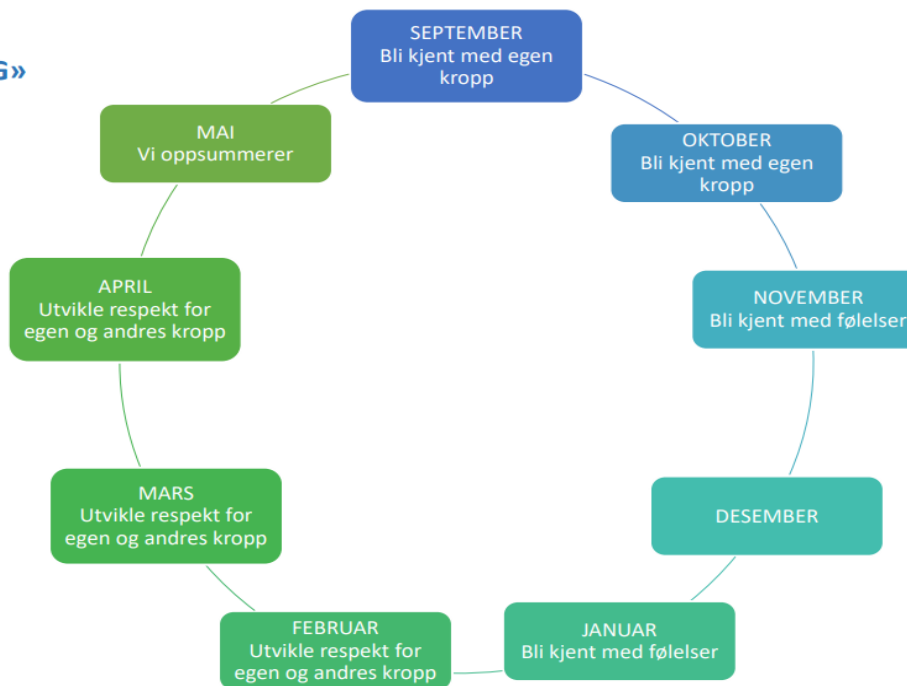 G»
SEPTEMBER
Bli kjent med egen
kropp
OKTOBER
Bli kjent med egen
kropp
NOVEMBER
Bli kjent med følelser
DESEMBER
JANUAR
Bli kjent med følelser
FEBRUAR
Utvikle respekt for
egen og andres kropp
MARS
Utvikle respekt for
egen og andres kropp
APRIL
Utvikle respekt for
egen og andres kropp
MAI
Vi oppsummerer